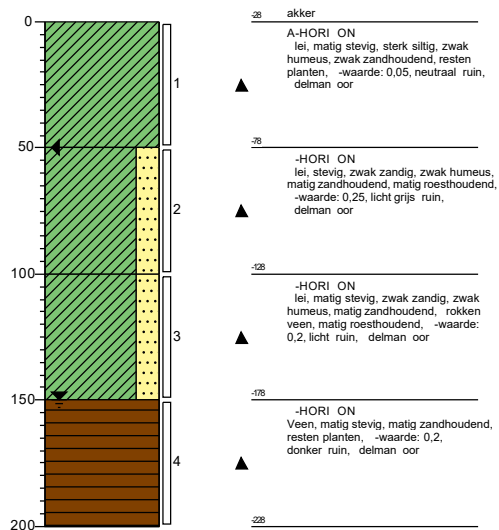 0
-28 akker
A-HORI ON
lei, matig stevig, sterk siltig, zwak
humeus, zwak zandhoudend, resten
planten, -waarde: 0,05, neutraal ruin,
delman oor
1
50
-78
-HORI ON
lei, stevig, zwak zandig, zwak humeus,
matig zandhoudend, matig roesthoudend,
-waarde: 0,25, licht grijs ruin,
delman oor
2
100
-128
-HORI ON
lei, matig stevig, zwak zandig, zwak
humeus, matig zandhoudend, rokken
veen, matig roesthoudend, -waarde:
0,2, licht ruin, delman oor
3
150
-178
-HORI ON
Veen, matig stevig, matig zandhoudend,
resten planten, -waarde: 0,2,
donker ruin, delman oor
4
200
-228